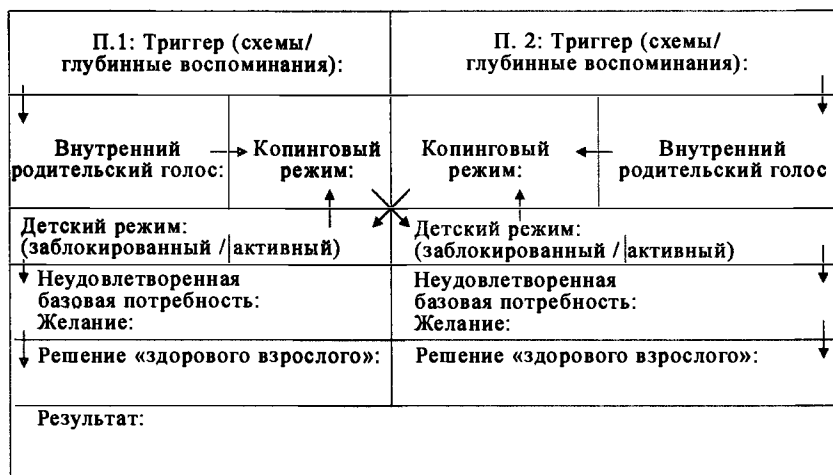 П.1: Триггер (схемы/
глубинные воспоминания):
П. 2: Триггер (схемы/
глубинные воспоминания):
Внутренний
родительский голос:
Копинговый
режим:
Копинговый
режим:
Внутренний
родительский голос
Детский режим:
(заблокированный / активный)
Детский режим:
(заблокированный / активный)
Неудовлетворенная
базовая потребность:
Желание:
Неудовлетворенная
базовая потребность:
Желание:
Решение «здорового взрослого»:
Решение «здорового взрослого»:
Результат: